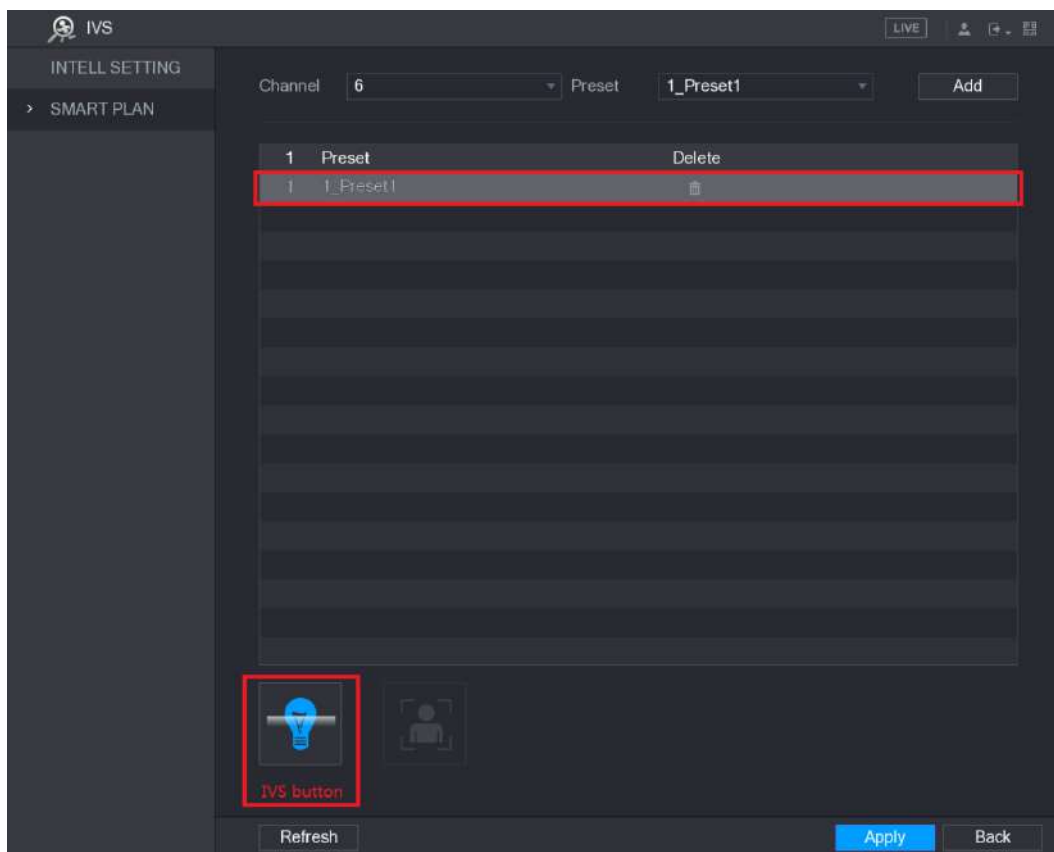 IVS LIVE
INTELL SETTING
> SMART PLAN
Channel 6 Preset 1_Preset1 Add
1 Preset Delete
1 1_Preset1
IVS button
Refresh Apply Back